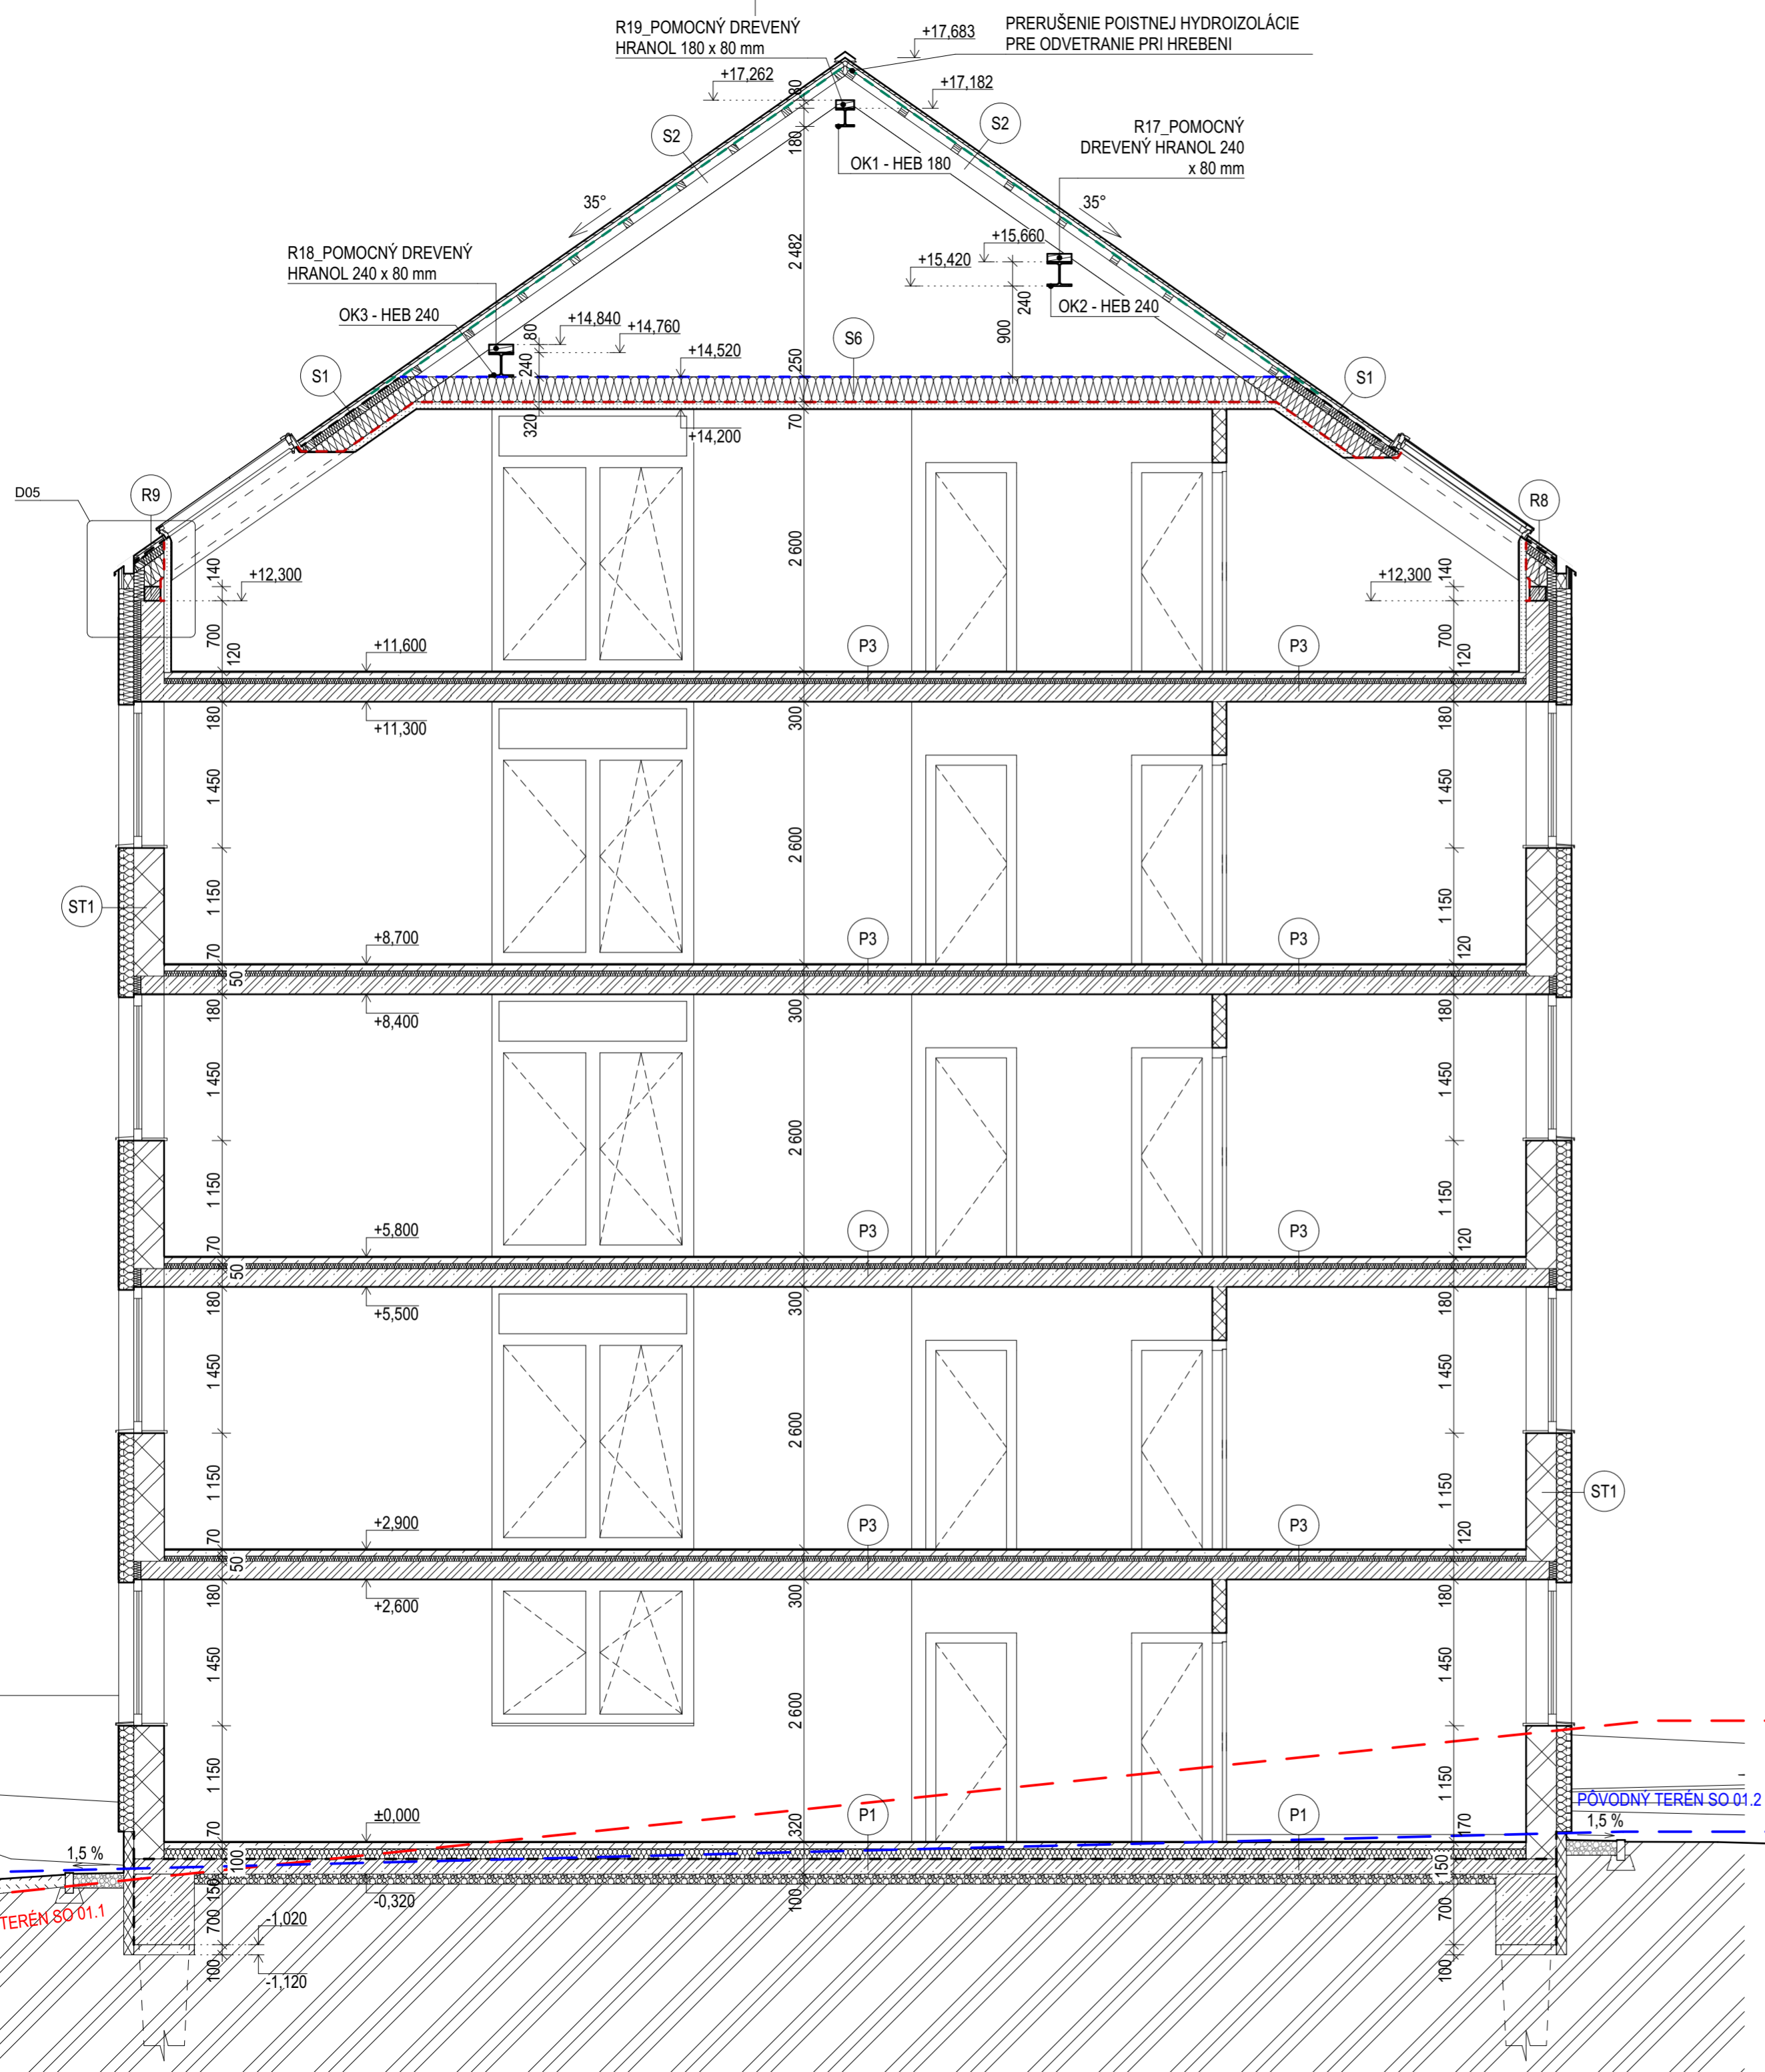 R19_POMOCNÝ DREVENÝ
HRANOL 180 x 80 mm
+17,683
PRERUŠENIE POISTNEJ HYDROIZOLÁCIE
PRE ODVETRANIE PRI HREBENI
+17,262
80
+17,182
S2
180
S2
R17_POMOCNÝ
DREVENÝ HRANOL 240
x 80 mm
OK1 - HEB 180
35°
35°
R18_POMOCNÝ DREVENÝ
HRANOL 240 x 80 mm
2 482
+15,660
+15,420
240
OK2 - HEB 240
OK3 - HEB 240
80
+14,840
+14,760
900
S6
240
+14,520
250
S1
S1
320
+14,200
70
D05
R9
R8
2 600
140
+12,300
+12,300
140
700
120
+11,600
P3
P3
700
120
180
+11,300
300
180
1 450
2 600
1 450
ST1
1 150
1 150
70
+8,700
P3
P3
120
50
180
+8,400
300
180
1 450
2 600
1 450
1 150
1 150
70
+5,800
P3
P3
120
50
180
+5,500
300
180
1 450
2 600
1 450
1 150
1 150
ST1
70
+2,900
P3
P3
120
50
180
+2,600
300
180
1 450
2 600
1 450
1 150
1 150
PÔVODNÝ TERÉN SO 01.2
70
±0,000
320
P1
P1
170
1,5 %
1,5 %
100
150
150
-0,320
100
TERÉN SO 01.1
700
-1,020
700
100
-1,120
100